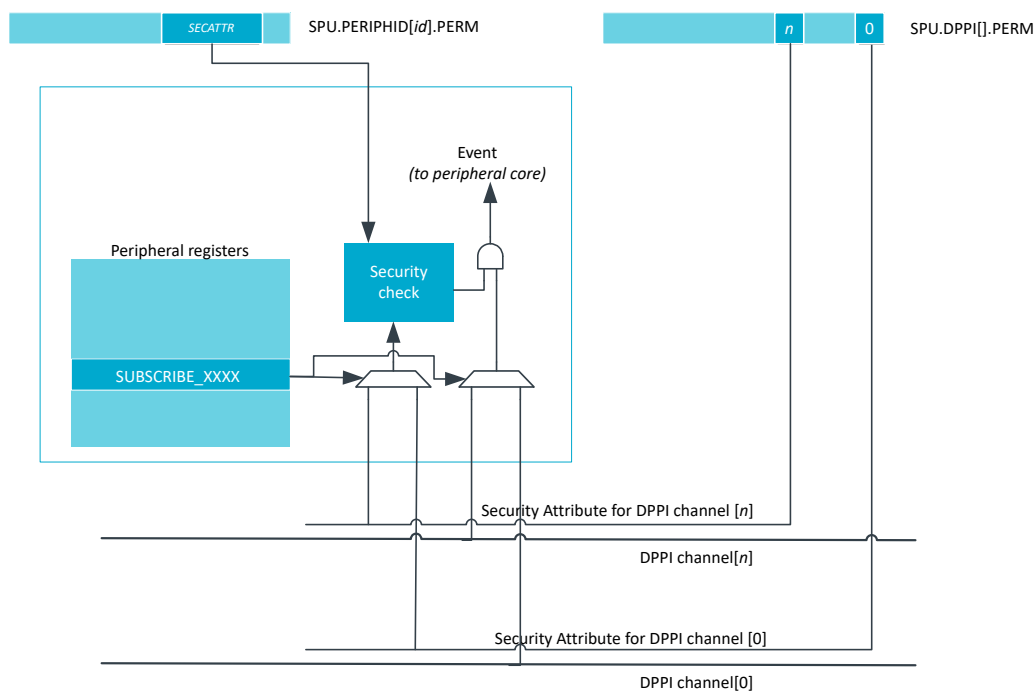 SECATTR
SPU.PERIPHID[id].PERM
n
0
SPU.DPPI[].PERM
Event
(to peripheral core)
Peripheral registers
Security
check
SUBSCRIBE_XXXX
Security Attribute for DPPI channel [n]
DPPI channel[n]
Security Attribute for DPPI channel [0]
DPPI channel[0]